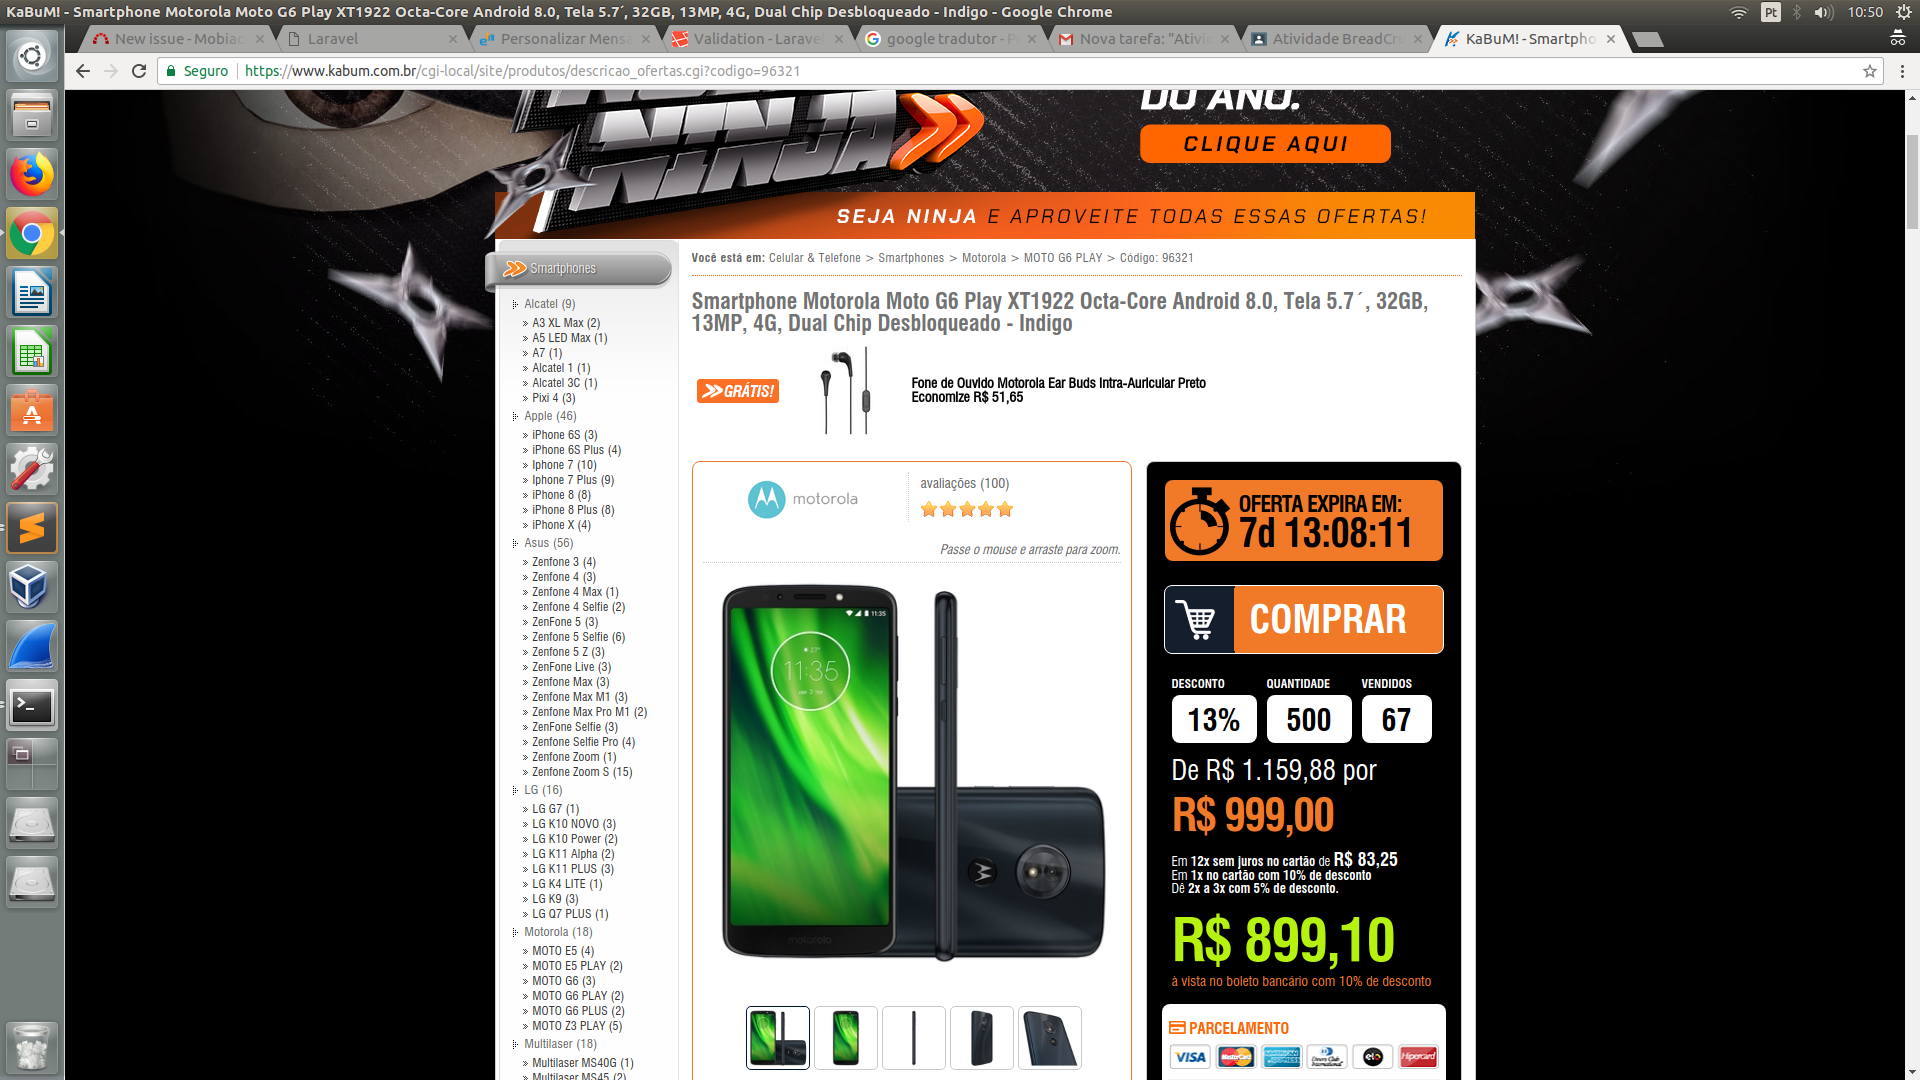 KaBuM! - Smartphone Motorola Moto G6 Play XT1922 Octa-Core Android 8.0, Tela 5.7´, 32GB, 13MP, 4G, Dual Chip Desbloqueado - Indigo - Google Chrome
Pt
10:50
New issue - Mobiac
Laravel
Personalizar Mensa
Validation - Laravel
google tradutor - P
Nova tarefa: "Ativi
Atividade BreadCru
KaBuM! - Smartpho
Seguro
https://www.kabum.com.br/cgi-local/site/produtos/descricao_ofertas.cgi?codigo=96321
NINJA
NINJA
DO ANO.
CLIQUE AQUI
SEJA NINJA E APROVEITE TODAS ESSAS OFERTAS!
Smartphones
Alcatel (9)
» A3 XL Max (2)
» A5 LED Max (1)
» A7 (1)
» Alcatel 1 (1)
» Alcatel 3C (1)
» Pixi 4 (3)
Apple (46)
» iPhone 6S (3)
» iPhone 6S Plus (4)
» Iphone 7 (10)
» Iphone 7 Plus (9)
» iPhone 8 (8)
» iPhone 8 Plus (8)
» iPhone X (4)
Asus (56)
» Zenfone 3 (4)
» Zenfone 4 (3)
» Zenfone 4 Max (1)
» Zenfone 4 Selfie (2)
» ZenFone 5 (3)
» Zenfone 5 Selfie (6)
» Zenfone 5 Z (3)
» ZenFone Live (3)
» Zenfone Max (3)
» Zenfone Max M1 (3)
» Zenfone Max Pro M1 (2)
» ZenFone Selfie (3)
» Zenfone Selfie Pro (4)
» Zenfone Zoom (1)
» Zenfone Zoom S (15)
LG (16)
» LG G7 (1)
» LG K10 NOVO (3)
» LG K10 Power (2)
» LG K11 Alpha (2)
» LG K11 PLUS (3)
» LG K4 LITE (1)
» LG K9 (3)
» LG Q7 PLUS (1)
Motorola (18)
» MOTO E5 (4)
» MOTO E5 PLAY (2)
» MOTO G6 (3)
» MOTO G6 PLAY (2)
» MOTO G6 PLUS (2)
» MOTO Z3 PLAY (5)
Multilaser (18)
» Multilaser MS40G (1)
» Multilaser MS45 (2)
Você está em: Celular & Telefone > Smartphones > Motorola > MOTO G6 PLAY > Código: 96321
Smartphone Motorola Moto G6 Play XT1922 Octa-Core Android 8.0, Tela 5.7´, 32GB,
13MP, 4G, Dual Chip Desbloqueado - Indigo
GRÁTIS!
Fone de Ouvido Motorola Ear Buds Intra-Auricular Preto
Economize R$ 51,65
motorola
avaliações (100)
Passe o mouse e arraste para zoom.
11:35
27°
11:35
motorola
OFERTA EXPIRA EM:
7d 13:08:11
COMPRAR
DESCONTO QUANTIDADE VENDIDOS
13% 500 67
De R$ 1.159,88 por
R$ 999,00
Em 12x sem juros no cartão de R$ 83,25
Em 1x no cartão com 10% de desconto
Dê 2x a 3x com 5% de desconto.
R$ 899,10
à vista no boleto bancário com 10% de desconto
PARCELAMENTO
VISA MasterCard AMERICAN EXPRESS Diners Club International elo Hipercard